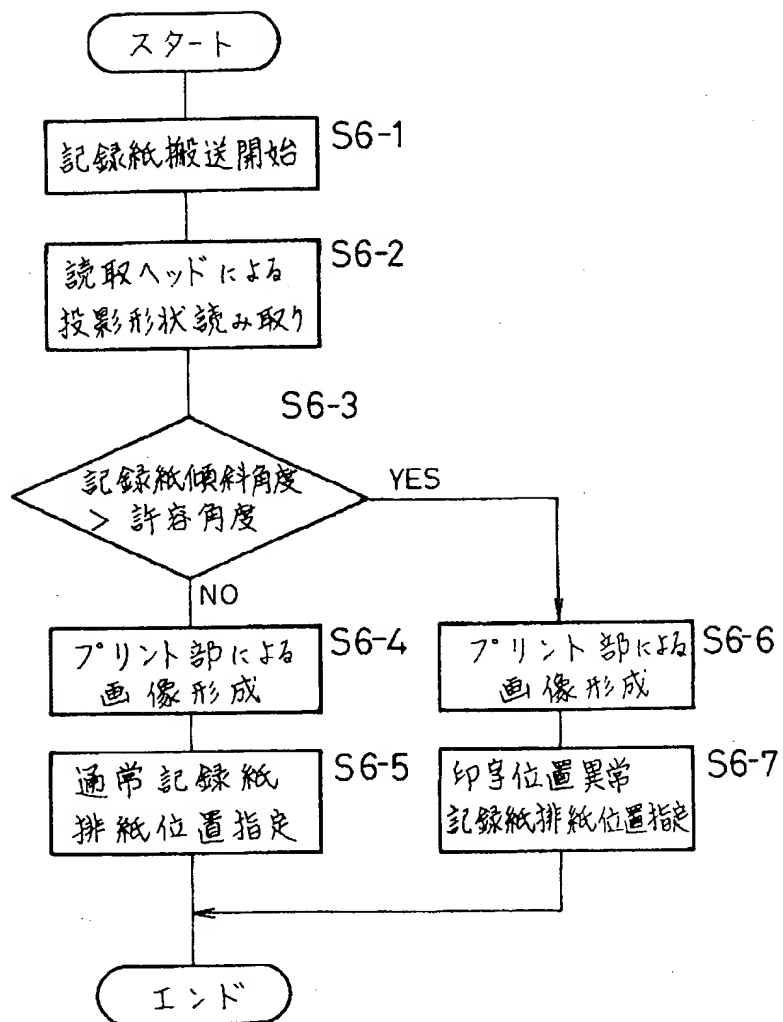 スタート
記録紙搬送開始
S6-1
読取ヘッドによる
投影形状読み取り
S6-2
S6-3
記録紙傾斜角度
> 許容角度
YES
NO
プリント部による
画像形成
S6-4
プリント部による
画像形成
S6-6
通常記録紙
排紙位置指定
S6-5
印字位置異常
記録紙排紙位置指定
S6-7
エンド